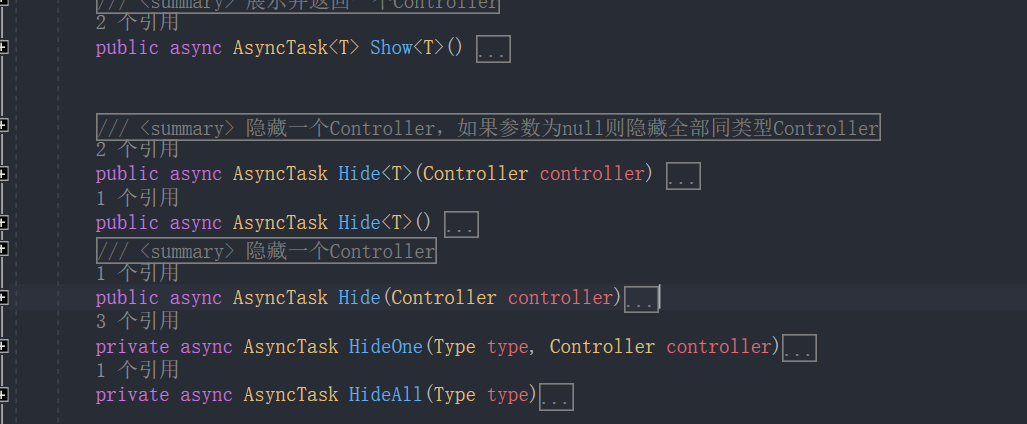 /// <summary> 展示并返回一个Controller
2 个引用
public async AsyncTask<T> Show<T>() ...
/// <summary> 隐藏一个Controller，如果参数为null则隐藏全部同类型Controller
2 个引用
public async AsyncTask Hide<T>(Controller controller) ...
1 个引用
public async AsyncTask Hide<T>() ...
/// <summary> 隐藏一个Controller
1 个引用
public async AsyncTask Hide(Controller controller)...
3 个引用
private async AsyncTask HideOne(Type type, Controller controller)...
1 个引用
private async AsyncTask HideAll(Type type)...